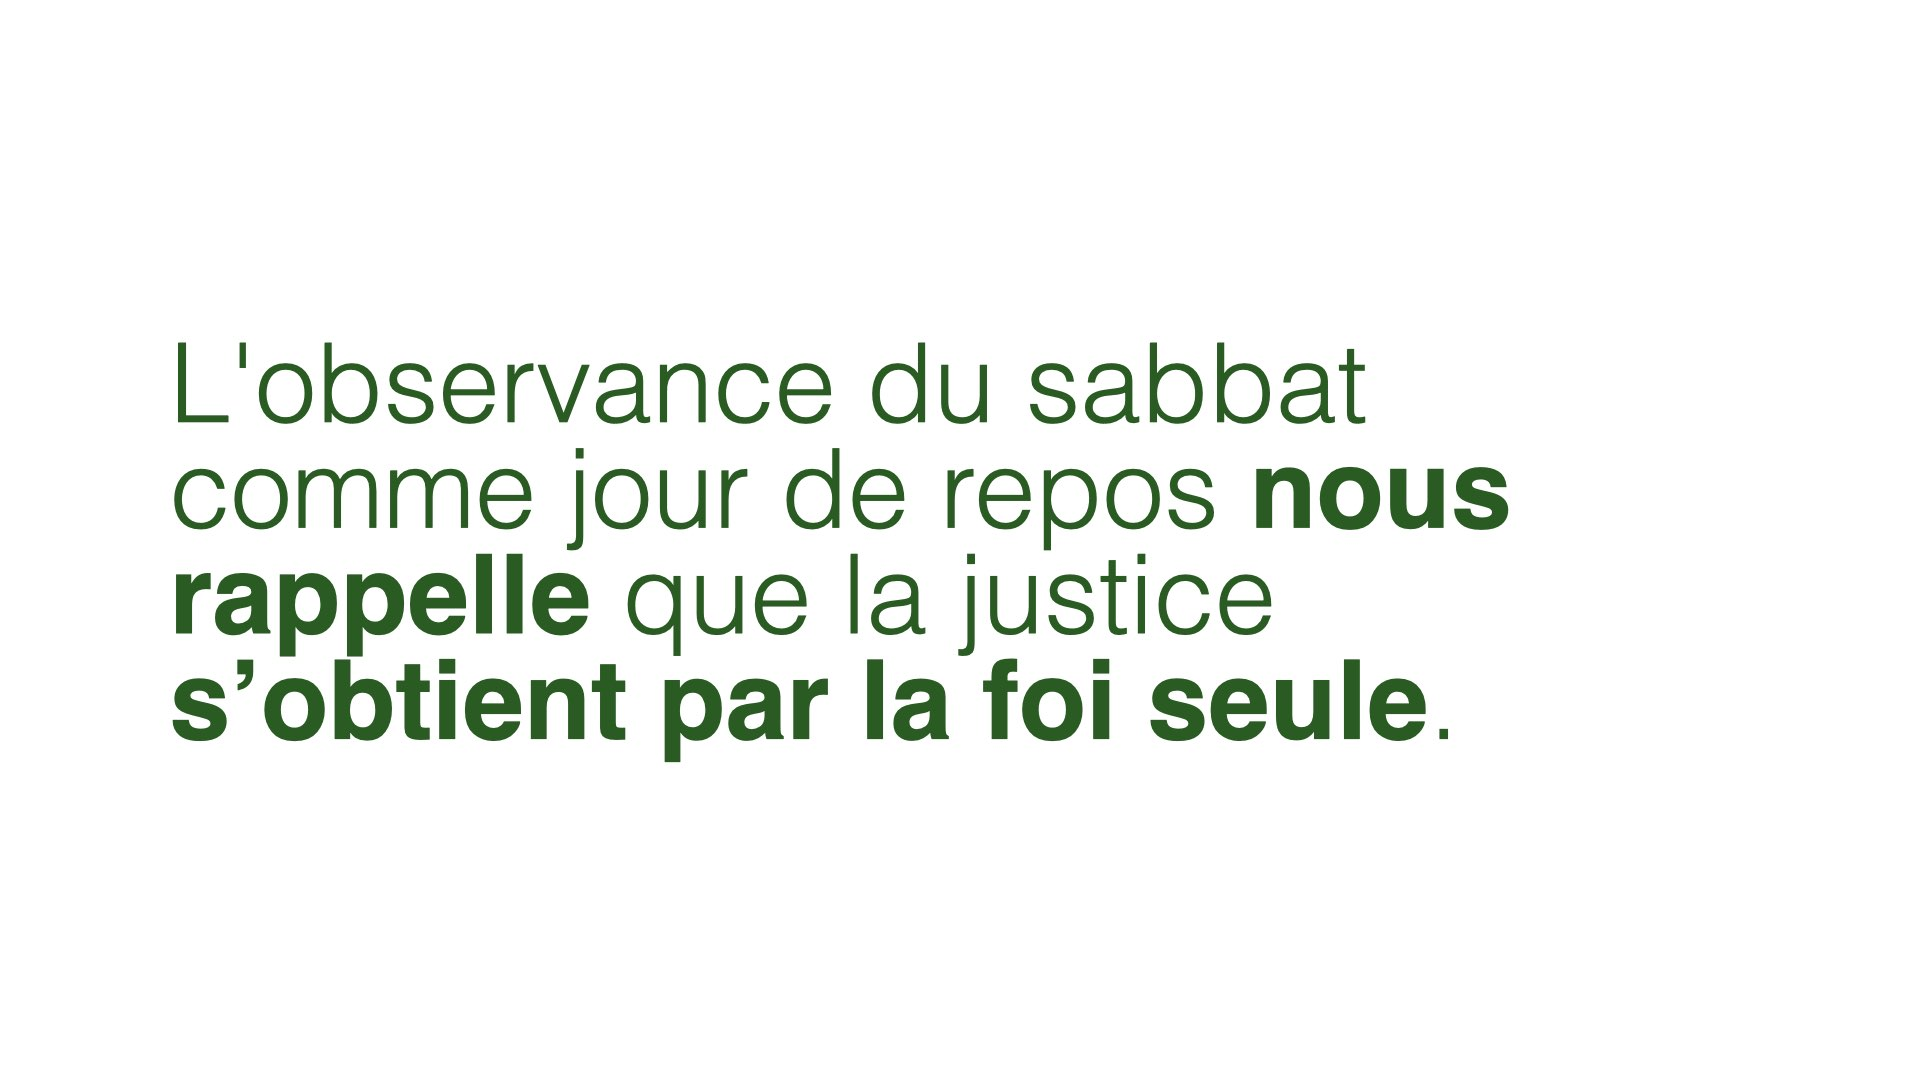 L'observance du sabbat
comme jour de repos nous
rappelle que la justice
s’obtient par la foi seule.